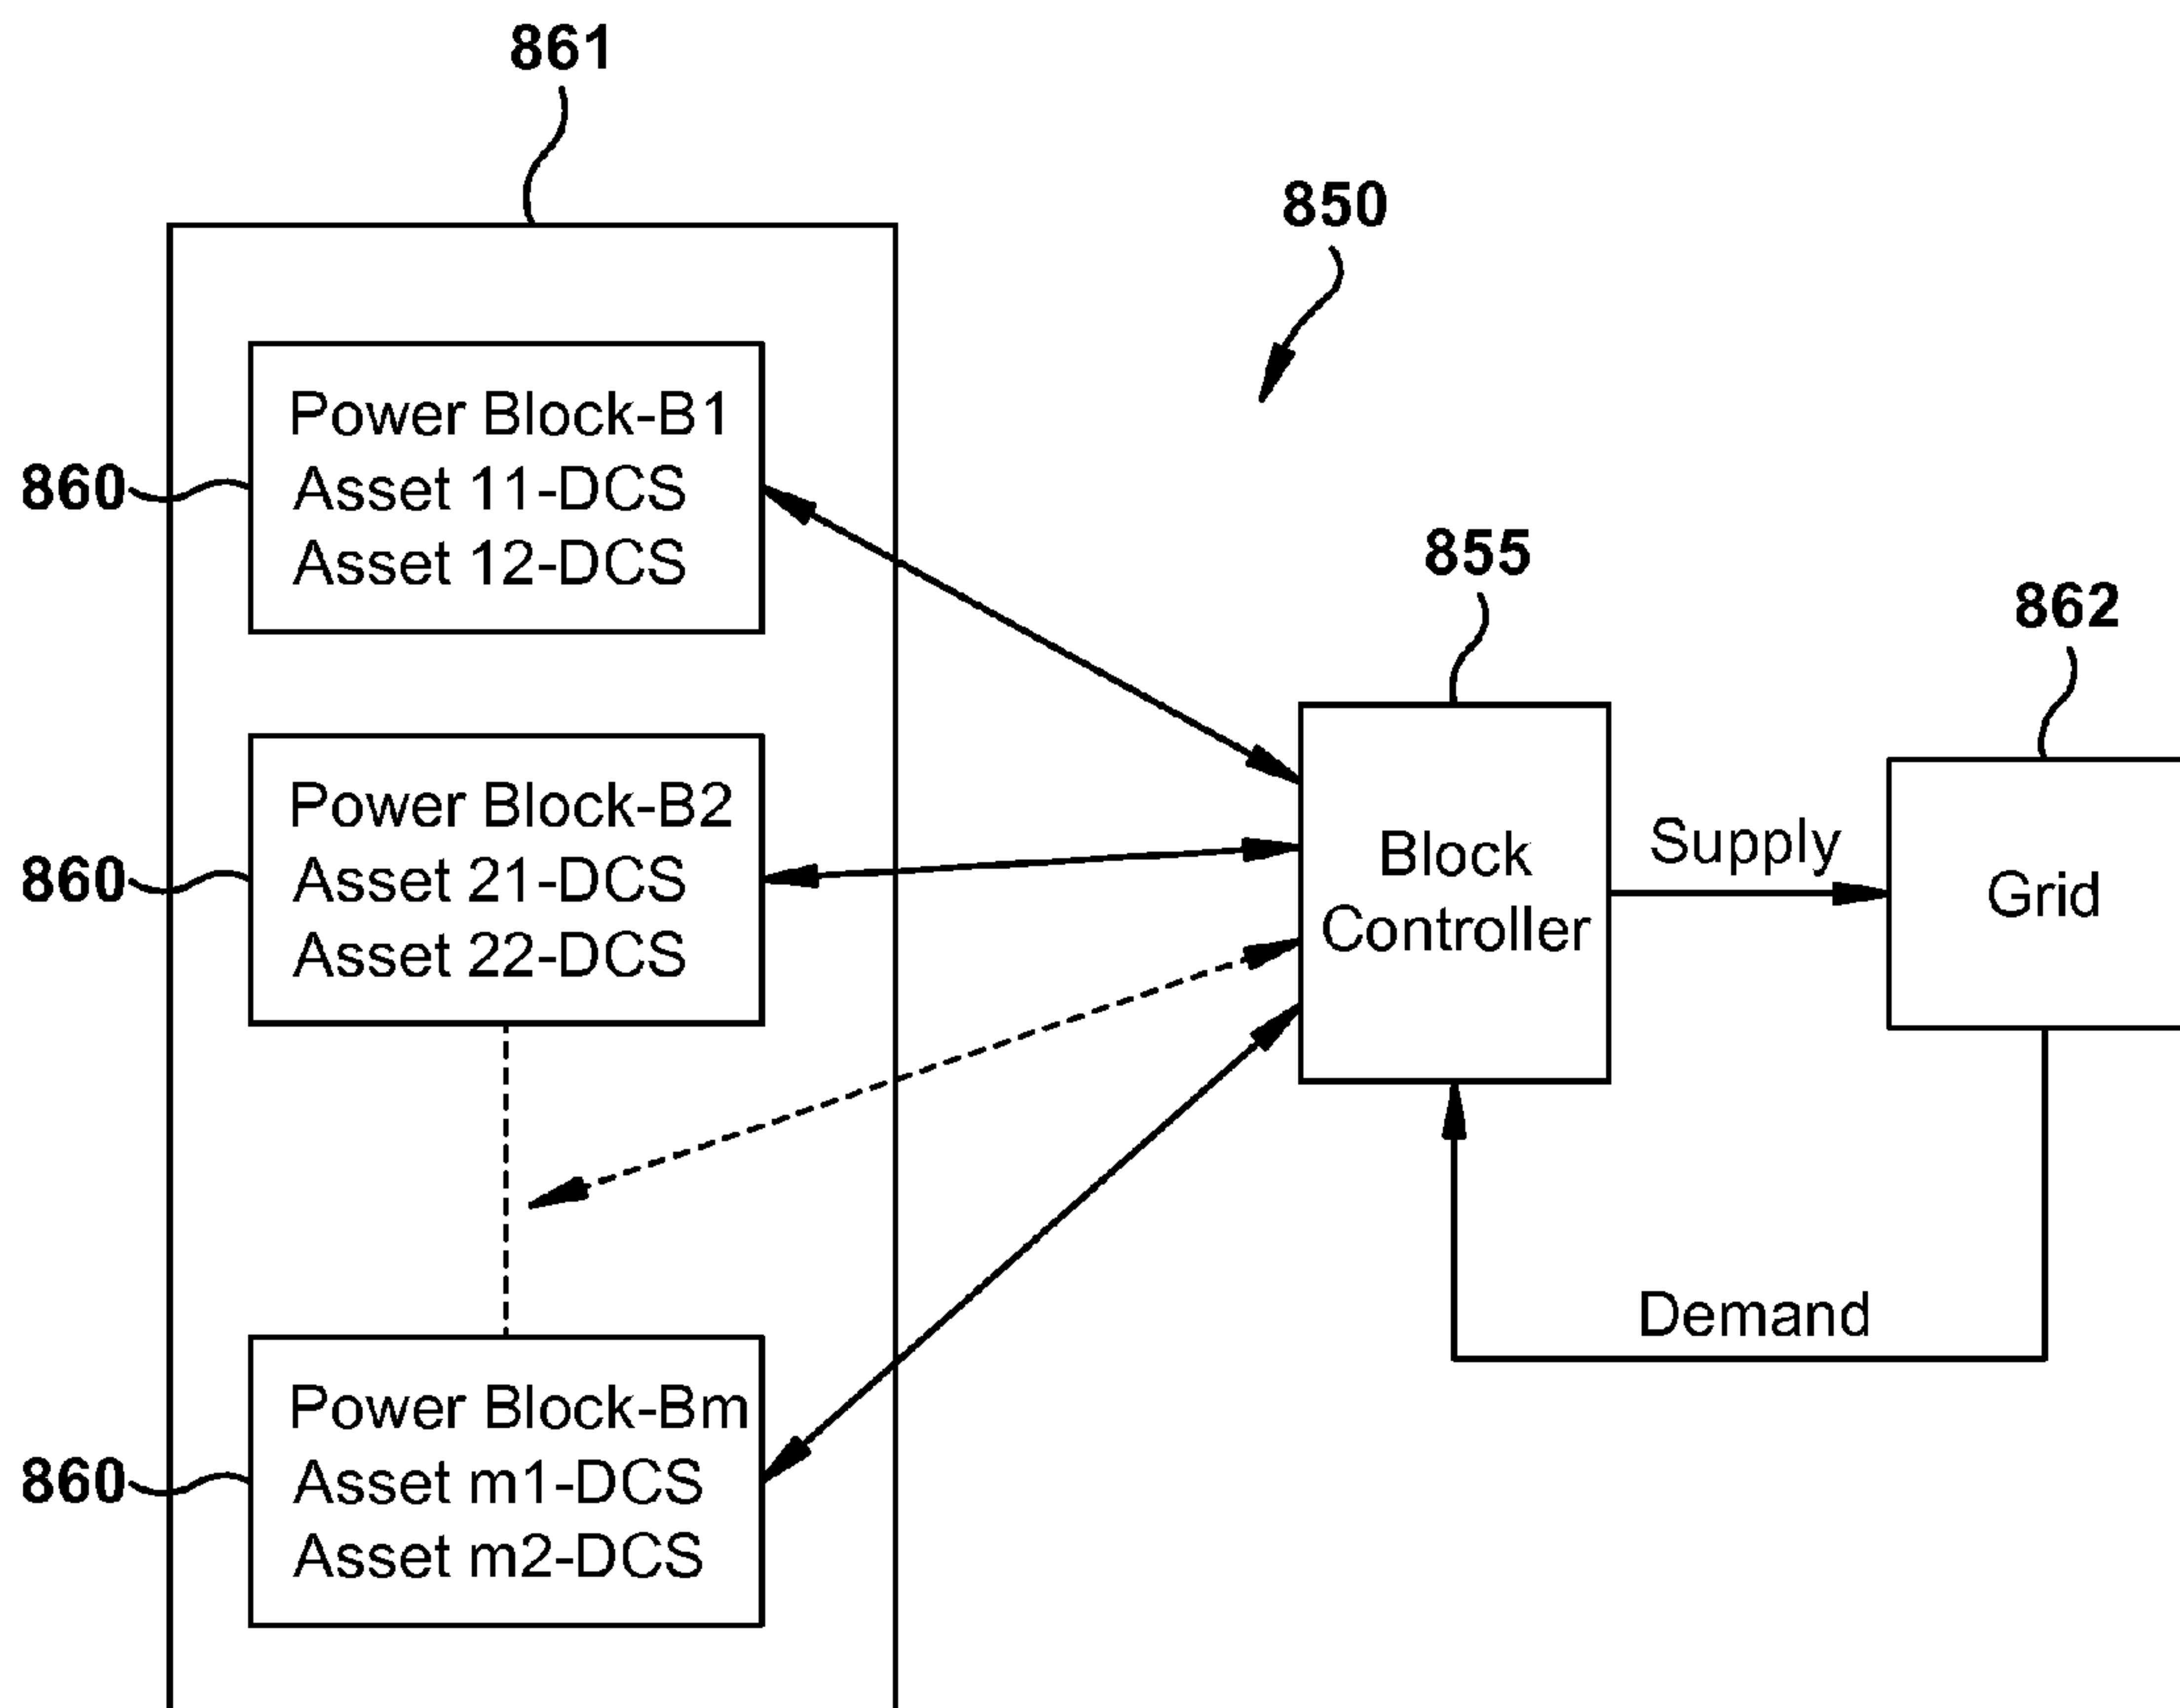 861
850
860
Power Block-B1
Asset 11-DCS
Asset 12-DCS
855
862
860
Power Block-B2
Asset 21-DCS
Asset 22-DCS
Block
Controller
Supply
Grid
Demand
860
Power Block-Bm
Asset m1-DCS
Asset m2-DCS